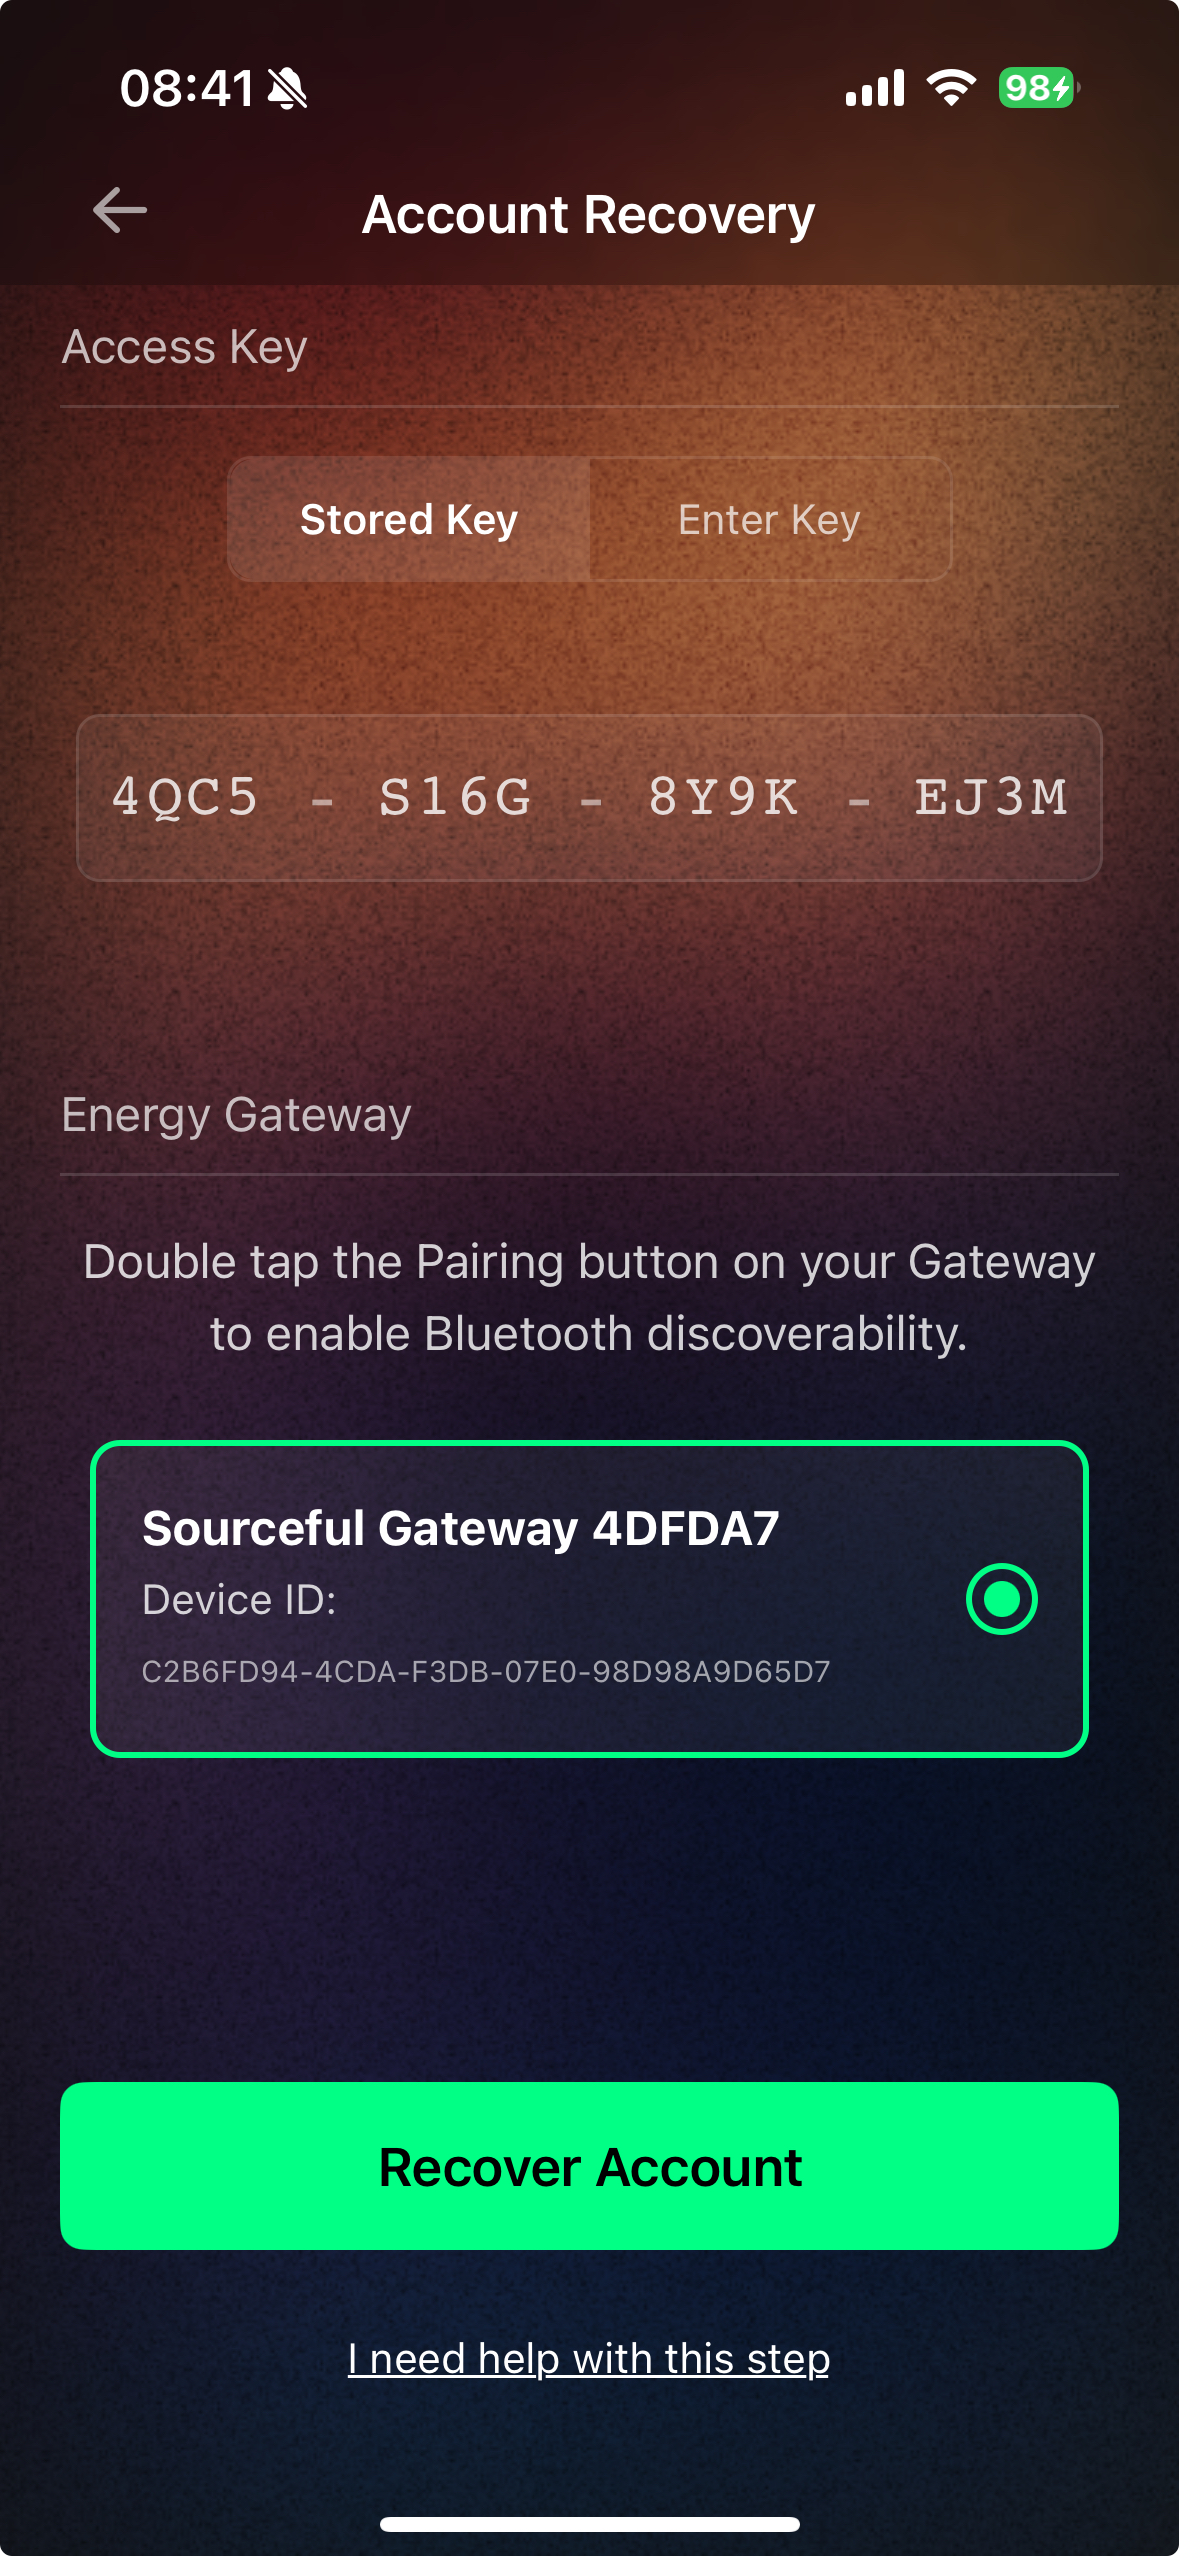 08:41
98
Account Recovery
Access Key
Stored Key
Enter Key
4QC5 - S16G - 8Y9K - EJ3M
Energy Gateway
Double tap the Pairing button on your Gateway
to enable Bluetooth discoverability.
Sourceful Gateway 4DFDA7
Device ID:
C2B6FD94-4CDA-F3DB-07E0-98D98A9D65D7
Recover Account
I need help with this step